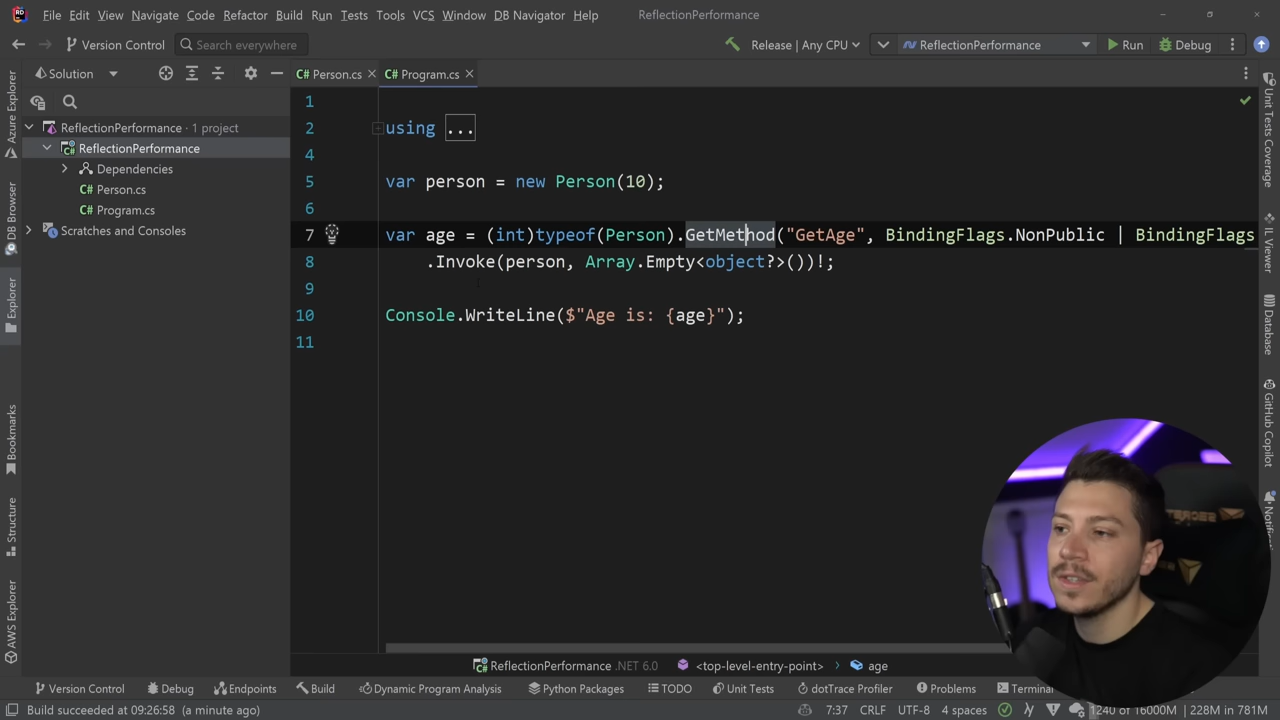 File Edit View Navigate Code Refactor Build Run Tests Tools VCS Window DB Navigator Help ReflectionPerformance
Version Control Search everywhere Release | Any CPU ReflectionPerformance Run Debug
Solution
C# Person.cs C# Program.cs
Azure Explorer
DB Browser
Explorer
Bookmarks
Structure
AWS Explorer
ReflectionPerformance · 1 project
ReflectionPerformance
Dependencies
C# Person.cs
C# Program.cs
Scratches and Consoles
1
2 using ...
4
5 var person = new Person(10);
6
7 var age = (int)typeof(Person).GetMethod("GetAge", BindingFlags.NonPublic | BindingFlags
8 .Invoke(person, Array.Empty<object?>())!;
9
10 Console.WriteLine($"Age is: {age}");
11
Unit Tests Coverage
IL Viewer
Database
GitHub Copilot
ReflectionPerformance .NET 6.0 <top-level-entry-point> age
Version Control Debug Endpoints Build Dynamic Program Analysis Python Packages TODO Unit Tests dotTrace Profiler Problems Terminal
Build succeeded at 09:26:58 (a minute ago) 7:37 CRLF UTF-8 4 spaces 1240 of 16000M 228M in 781M